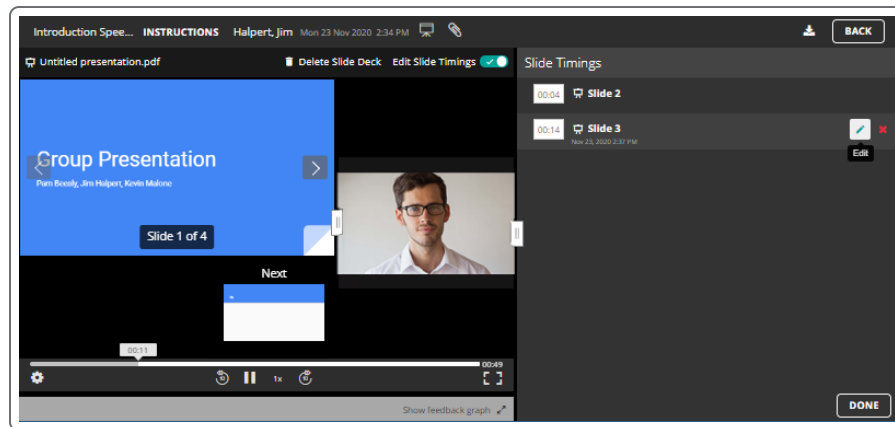 Introduction Spee... INSTRUCTIONS Halpert, Jim Mon 23 Nov 2020 2:34 PM BACK
Untitled presentation.pdf Delete Slide Deck Edit Slide Timings
Slide Timings
00:04 Slide 2
00:14 Slide 3
Nov 23, 2020 2:37 PM
Edit
Group Presentation
Pam Beesly, Jim Halpert, Kevin Malone
Slide 1 of 4
Next
00:11
00:49
10 1x 10
Show feedback graph
DONE